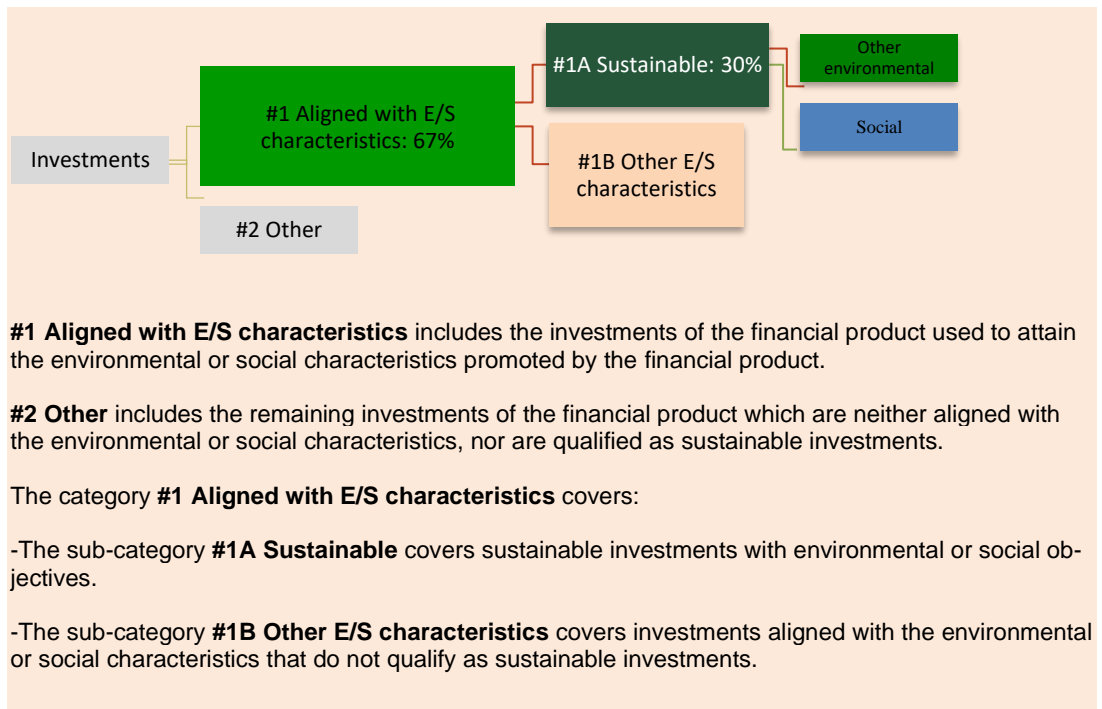 Investments
#1 Aligned with E/S
characteristics: 67%
#2 Other
#1A Sustainable: 30%
#1B Other E/S
characteristics
Other
environmental
Social
#1 Aligned with E/S characteristics includes the investments of the financial product used to attain
the environmental or social characteristics promoted by the financial product.
#2 Other includes the remaining investments of the financial product which are neither aligned with
the environmental or social characteristics, nor are qualified as sustainable investments.
The category #1 Aligned with E/S characteristics covers:
-The sub-category #1A Sustainable covers sustainable investments with environmental or social ob-
jectives.
-The sub-category #1B Other E/S characteristics covers investments aligned with the environmental
or social characteristics that do not qualify as sustainable investments.